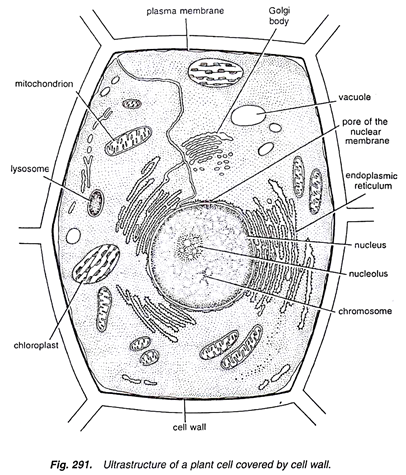 plasma membrane
Golgi
body
mitochondrion
vacuole
pore of the
nuclear
membrane
lysosome
endoplasmic
reticulum
nucleus
nucleolus
chromosome
chloroplast
cell wall
Fig. 291. Ultrastructure of a plant cell covered by cell wall.